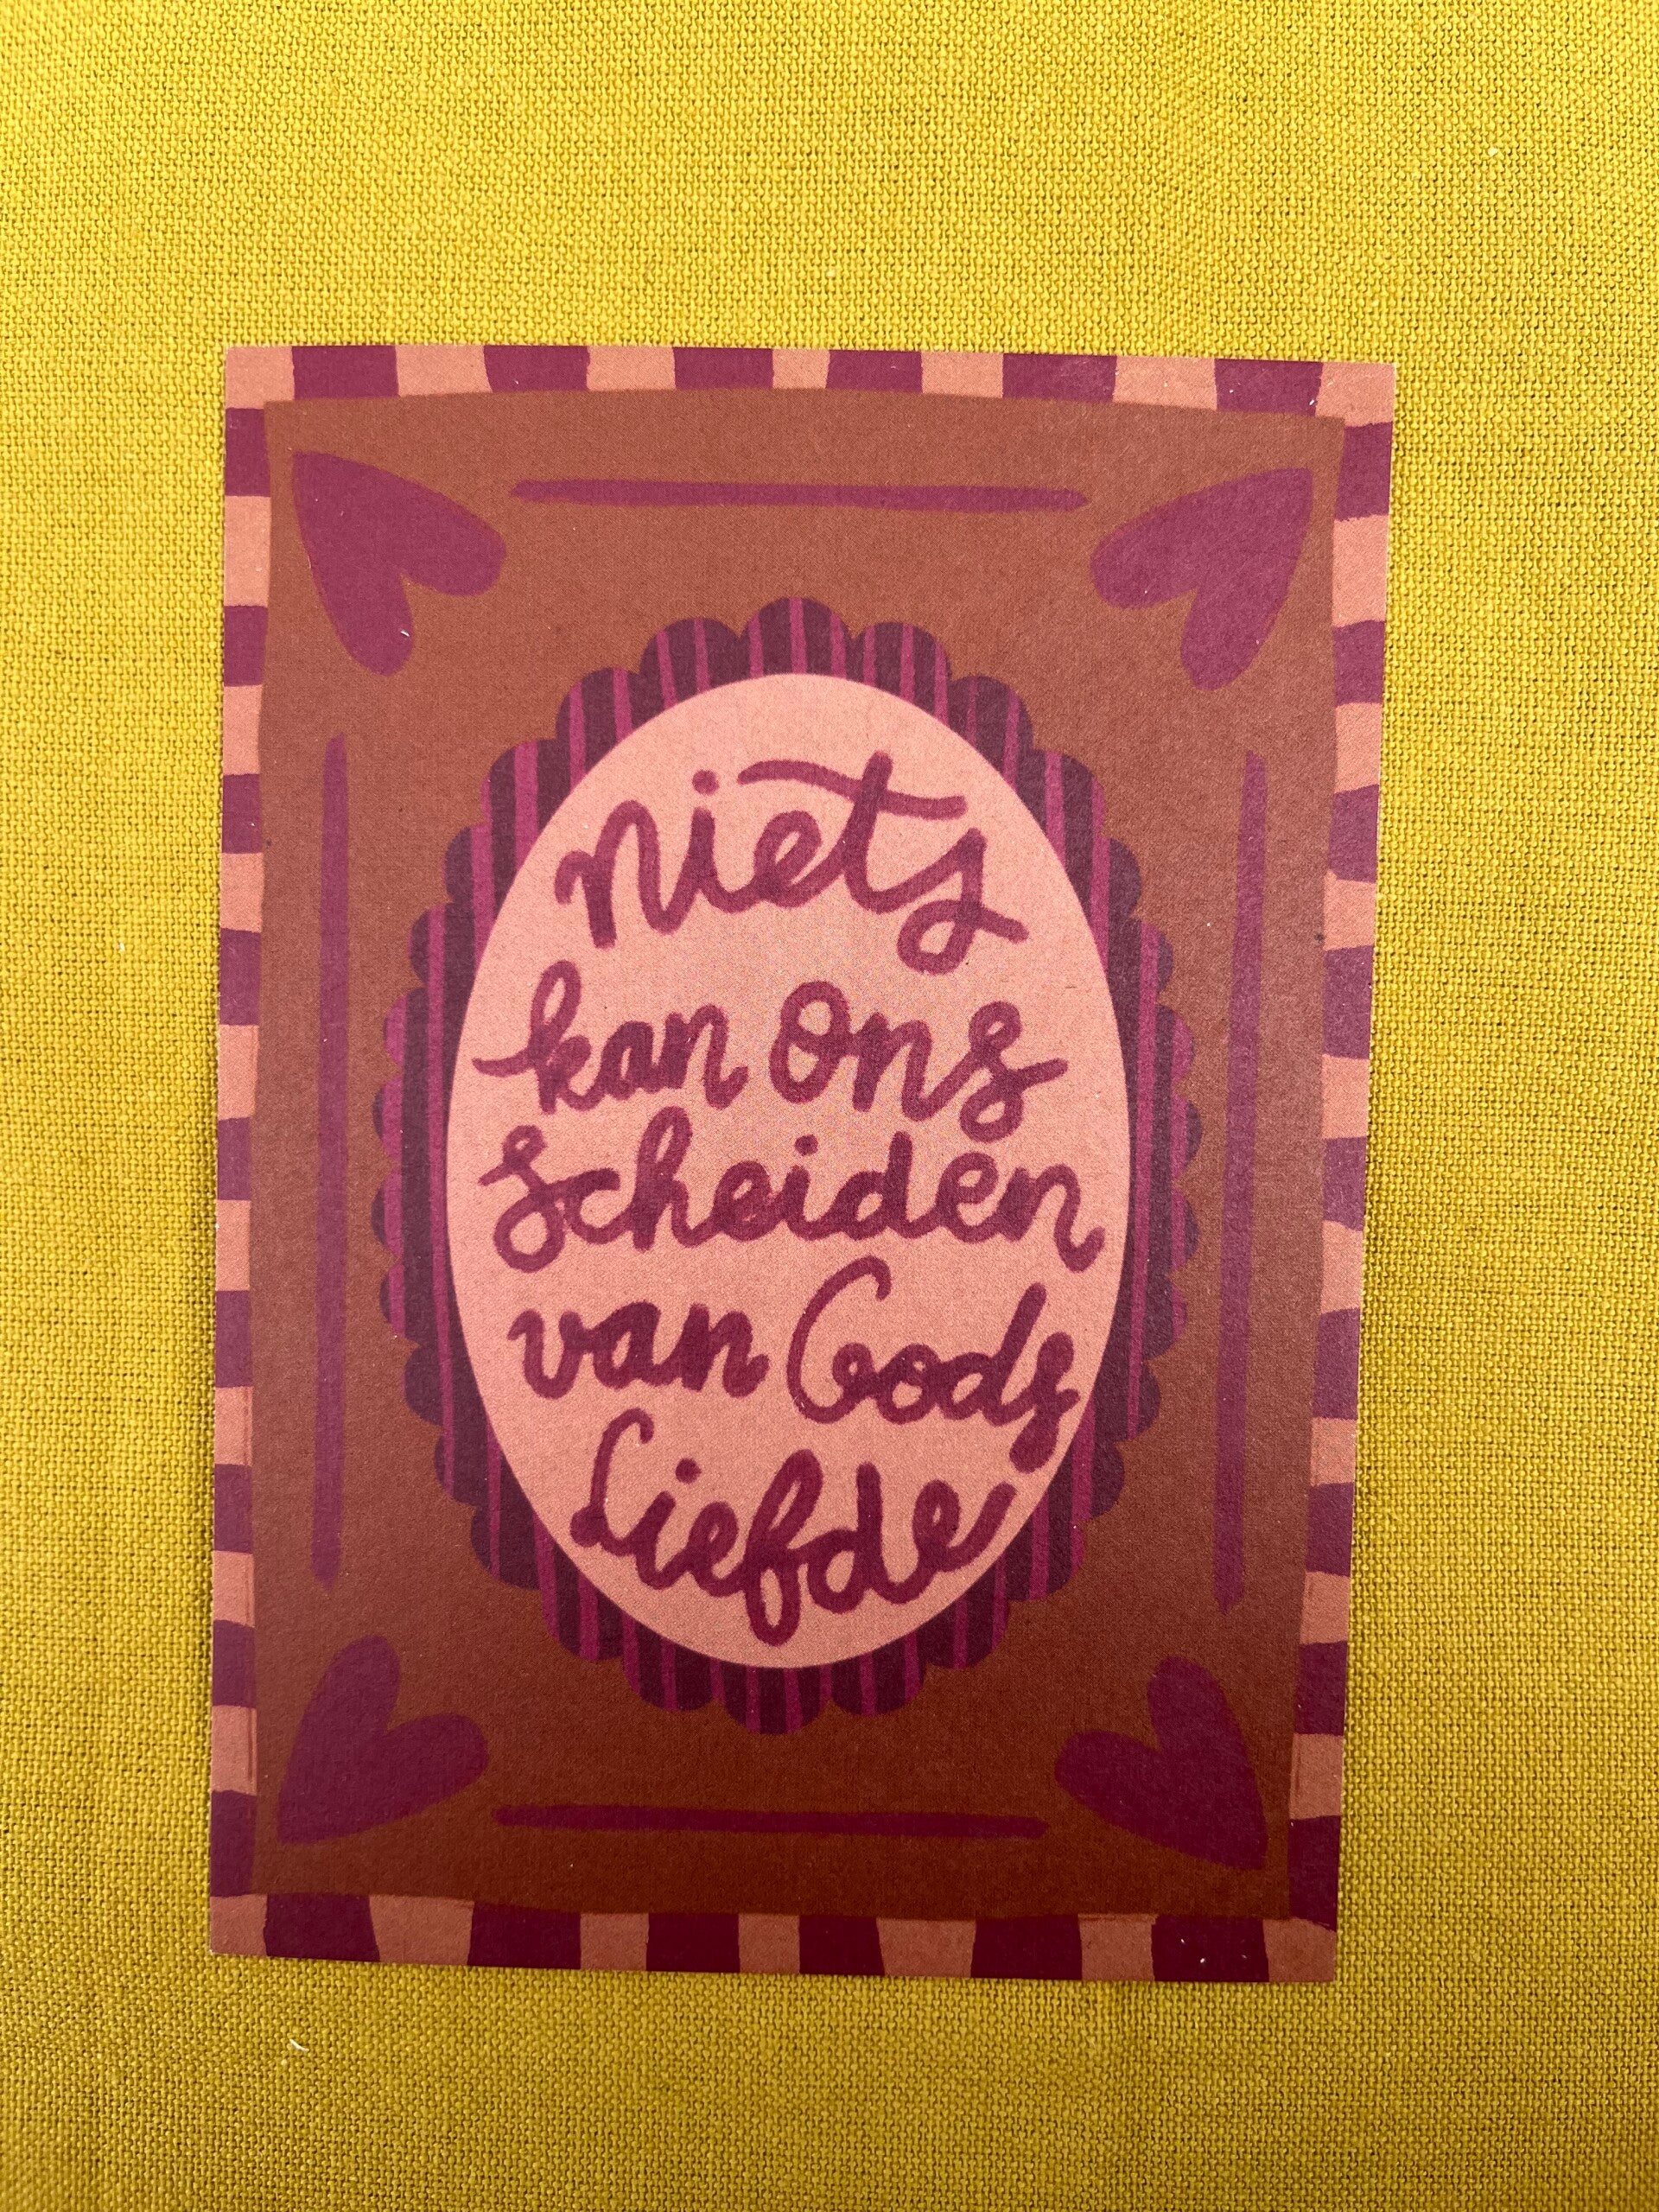 niets
kan ons
scheiden
van Gods
Liefde